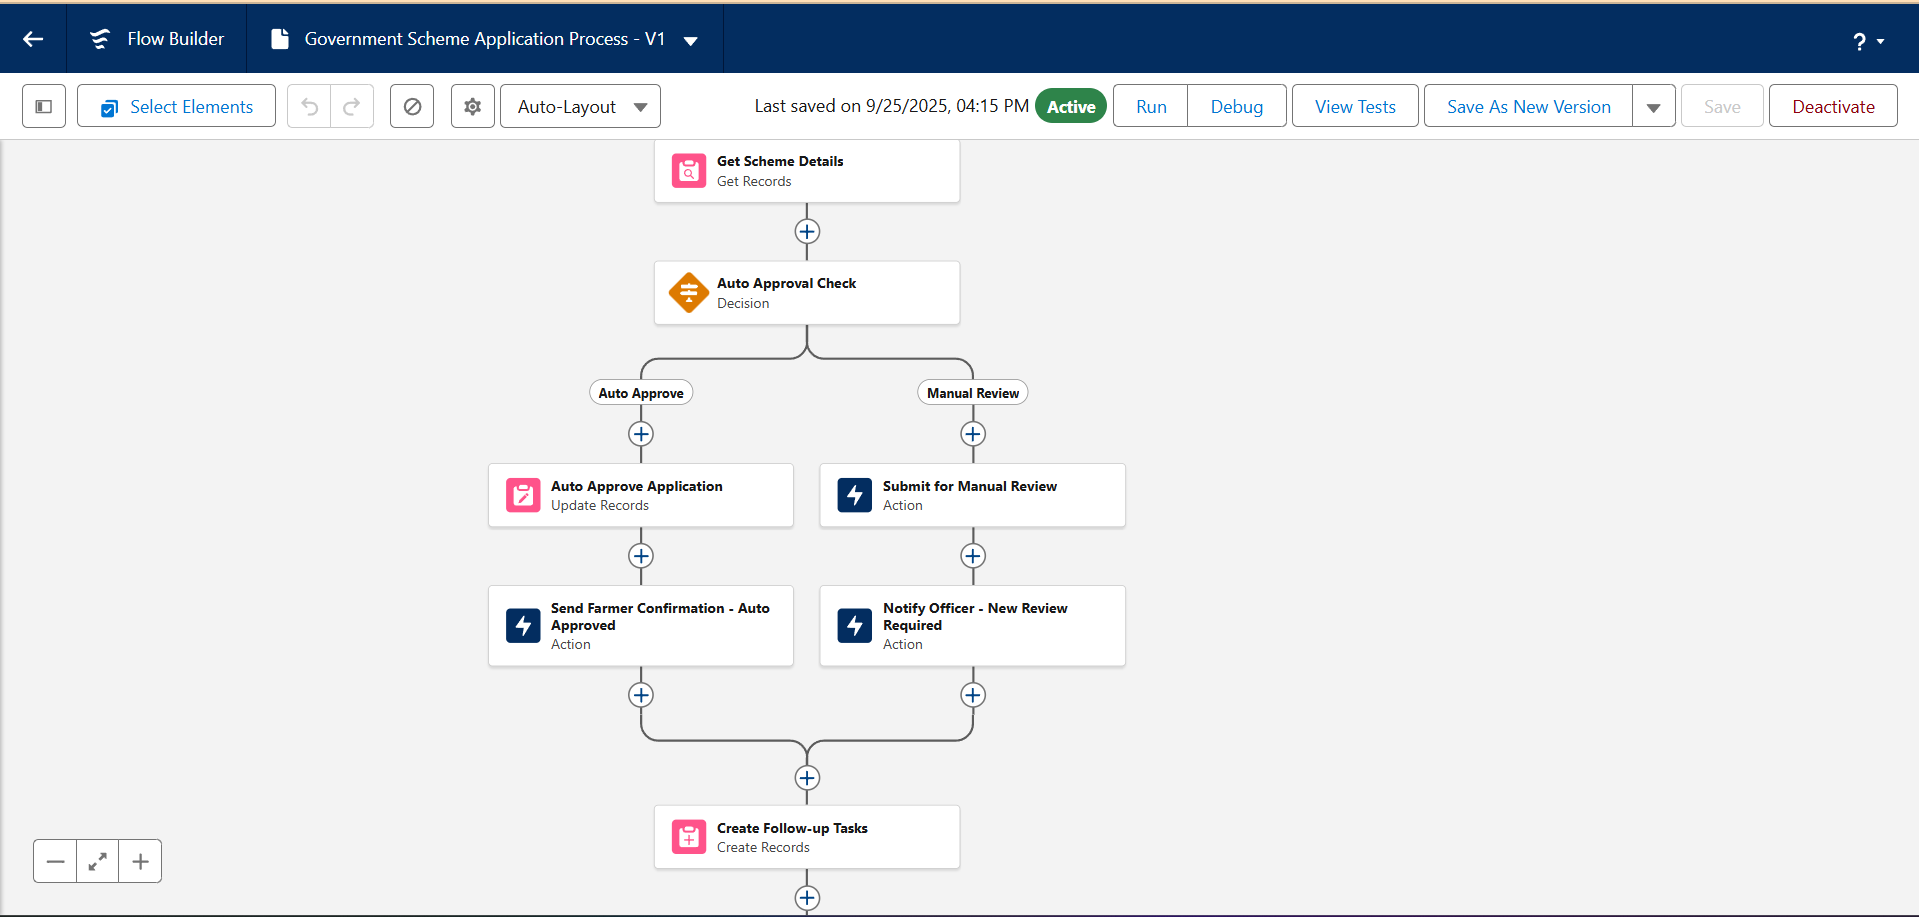 Flow Builder
Government Scheme Application Process - V1
?
Select Elements
Auto-Layout
Last saved on 9/25/2025, 04:15 PM
Active
Run
Debug
View Tests
Save As New Version
Save
Deactivate
Get Scheme Details
Get Records
Auto Approval Check
Decision
Auto Approve
Manual Review
Auto Approve Application
Update Records
Submit for Manual Review
Action
Send Farmer Confirmation - Auto
Approved
Action
Notify Officer - New Review
Required
Action
Create Follow-up Tasks
Create Records